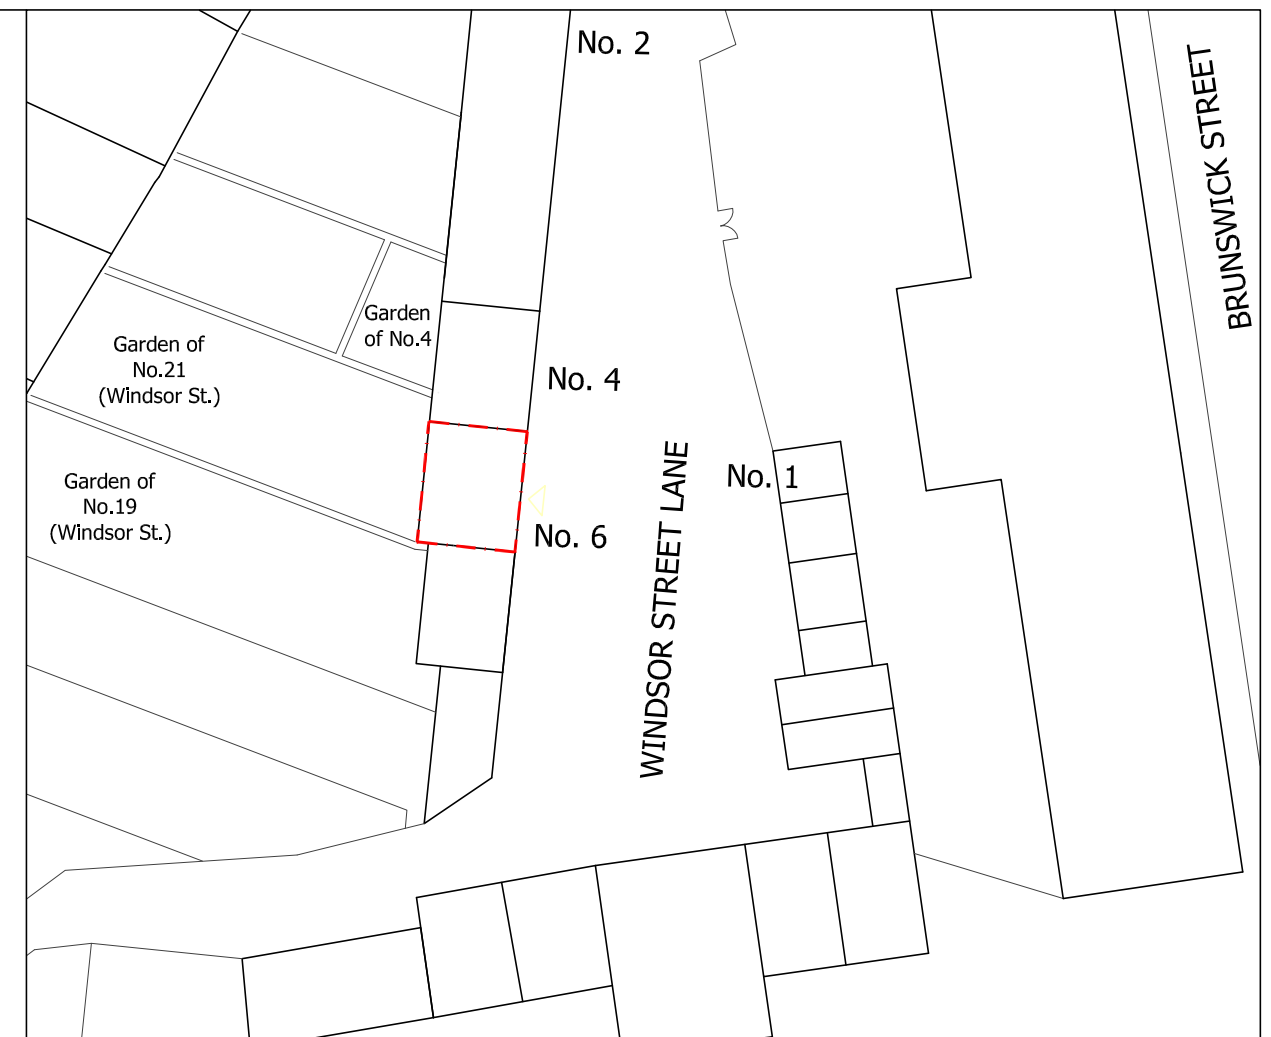 No. 2
BRUNSWICK STREET
Garden
of No.4
Garden of
No.21
(Windsor St.)
No. 4
WINDSOR STREET LANE
No. 1
Garden of
No.19
(Windsor St.)
No. 6